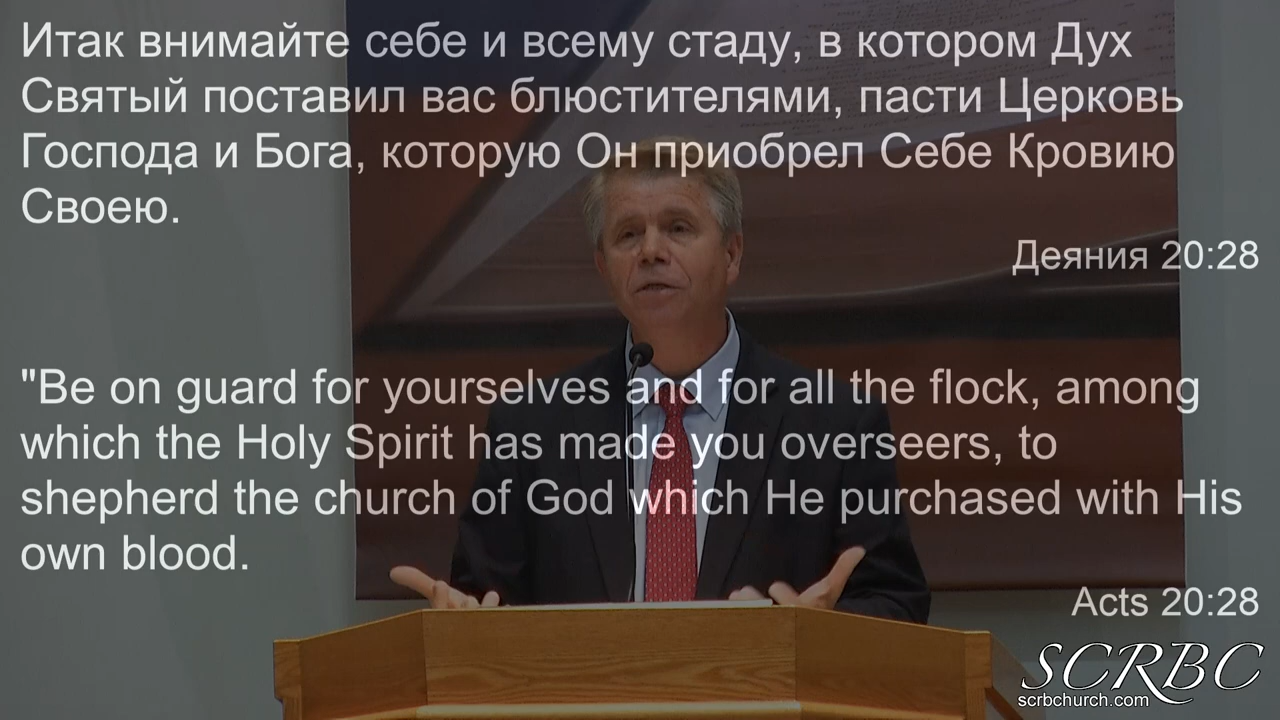 Итак внимайте себе и всему стаду, в котором Дух
Святый поставил вас блюстителями, пасти Церковь
Господа и Бога, которую Он приобрел Себе Кровию
Своею.
Деяния 20:28
"Be on guard for yourselves and for all the flock, among
which the Holy Spirit has made you overseers, to
shepherd the church of God which He purchased with His
own blood.
Acts 20:28
SCRBC
scrbchurch.com